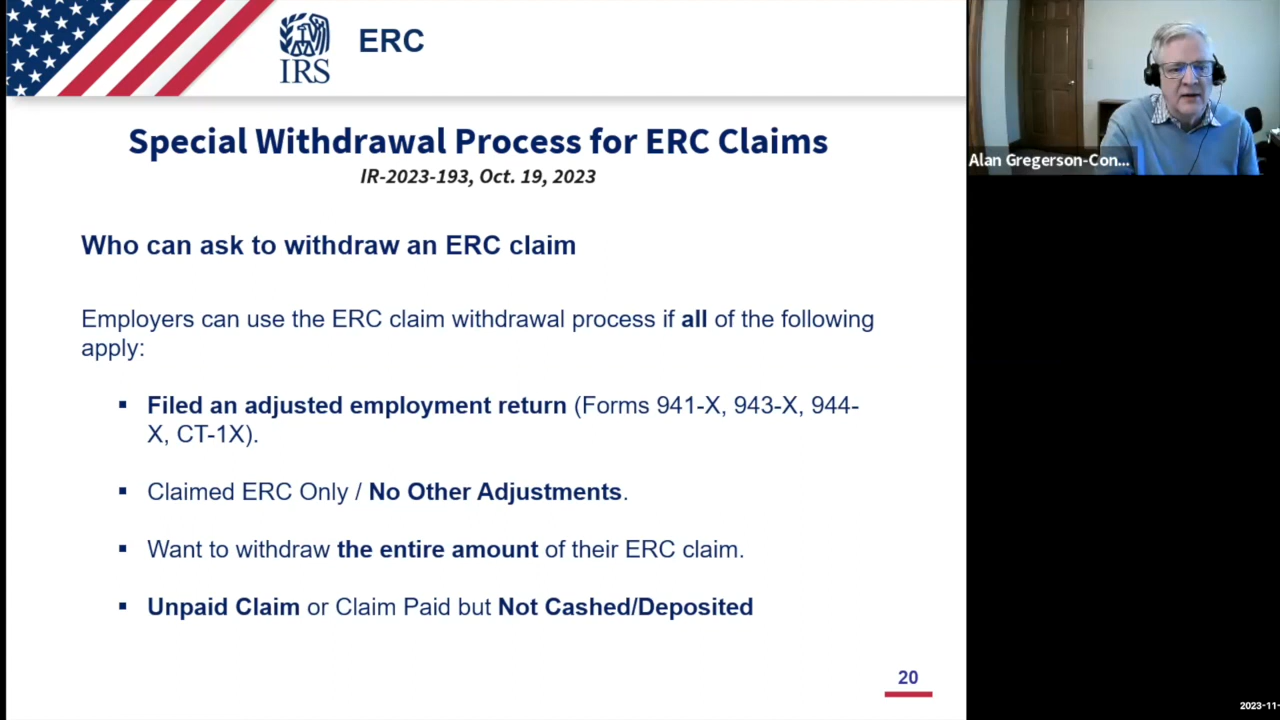 IRS
ERC
Special Withdrawal Process for ERC Claims
IR-2023-193, Oct. 19, 2023
Who can ask to withdraw an ERC claim
Employers can use the ERC claim withdrawal process if all of the following
apply:
▪ Filed an adjusted employment return (Forms 941-X, 943-X, 944-
X, CT-1X).
▪ Claimed ERC Only / No Other Adjustments.
▪ Want to withdraw the entire amount of their ERC claim.
▪ Unpaid Claim or Claim Paid but Not Cashed/Deposited
20
Alan Gregerson-Con...
2023-11-